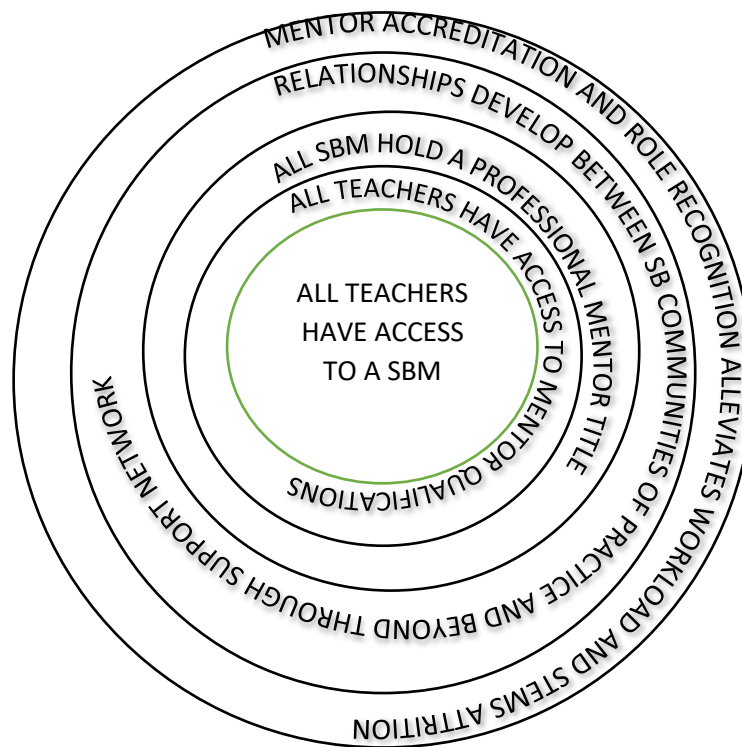 MENTOR ACCREDITATION AND ROLE RECOGNITION ALLEVIATES WORKLOAD AND STEMS ATTRITION
RELATIONSHIPS DEVELOP BETWEEN SB COMMUNITIES OF PRACTICE AND BEYOND THROUGH SUPPORT NETWORK
ALL SBM HOLD A PROFESSIONAL MENTOR TITLE
ALL TEACHERS HAVE ACCESS TO MENTOR QUALIFICATIONS
ALL TEACHERS
HAVE ACCESS
TO A SBM